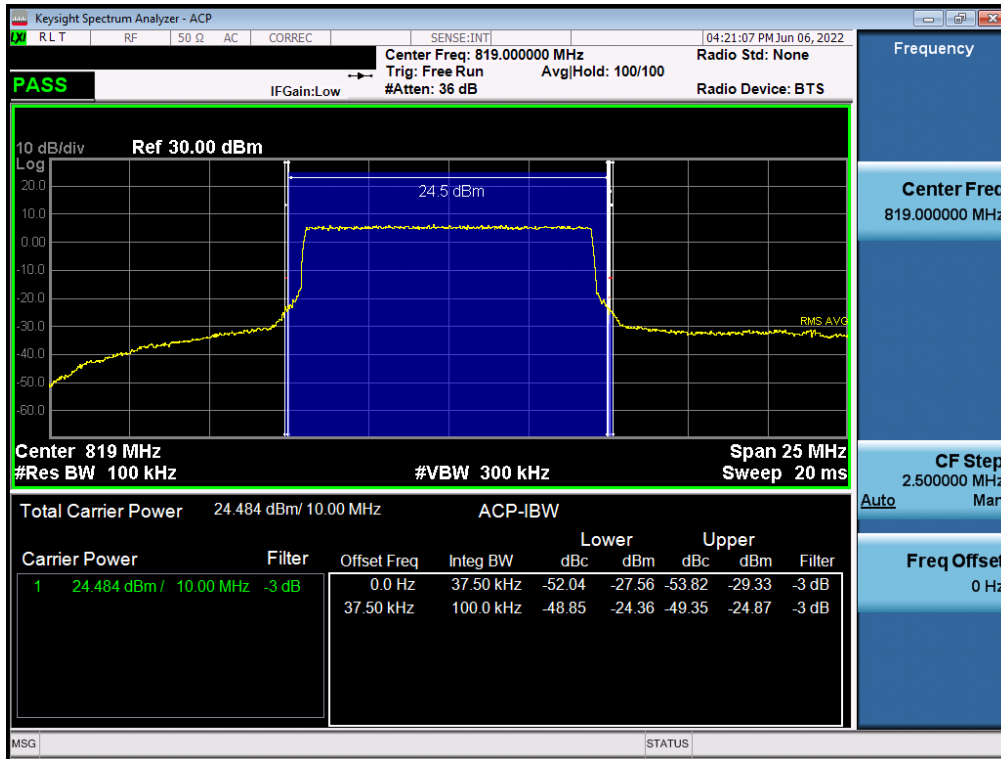 Keysight Spectrum Analyzer - ACP
LXI RLT RF 50 Ω AC CORREC SENSE:INT 04:21:07 PM Jun 06, 2022
Center Freq: 819.000000 MHz Radio Std: None
Trig: Free Run Avg|Hold: 100/100
PASS IFGain:Low #Atten: 36 dB Radio Device: BTS
10 dB/div Ref 30.00 dBm
Log
20.0
24.5 dBm
10.0
0.00
-10.0
-20.0
-30.0
RMS AVG
-40.0
-50.0
-60.0
Center 819 MHz Span 25 MHz
#Res BW 100 kHz #VBW 300 kHz Sweep 20 ms
Total Carrier Power 24.484 dBm/ 10.00 MHz ACP-IBW
Lower Upper
Carrier Power Filter Offset Freq Integ BW dBc dBm dBc dBm Filter
1 24.484 dBm / 10.00 MHz -3 dB 0.0 Hz 37.50 kHz -52.04 -27.56 -53.82 -29.33 -3 dB
37.50 kHz 100.0 kHz -48.85 -24.36 -49.35 -24.87 -3 dB
MSG STATUS
Frequency
Center Freq
819.000000 MHz
CF Step
2.500000 MHz
Auto Man
Freq Offset
0 Hz